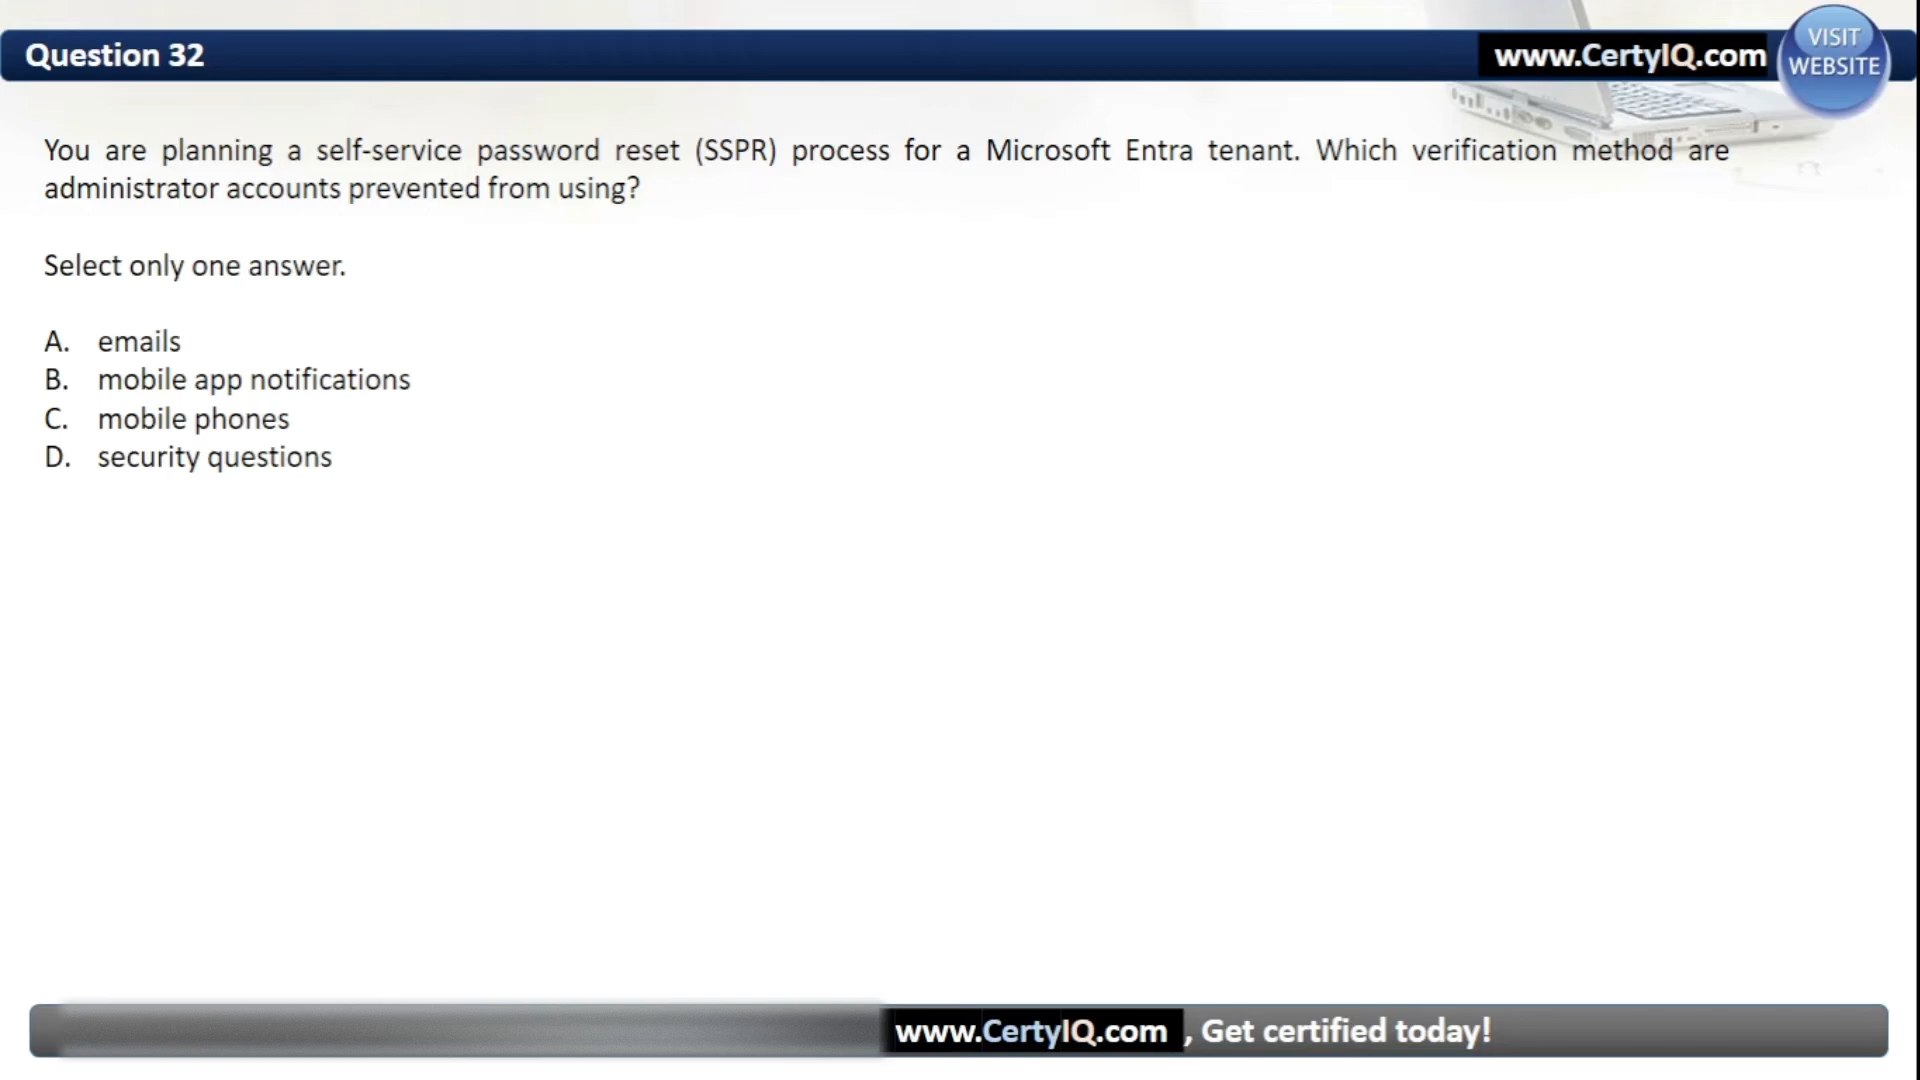 Question 32
www.CertyIQ.com
VISIT
WEBSITE
You are planning a self-service password reset (SSPR) process for a Microsoft Entra tenant. Which verification method are
administrator accounts prevented from using?
Select only one answer.
A. emails
B. mobile app notifications
C. mobile phones
D. security questions
www.CertyIQ.com , Get certified today!